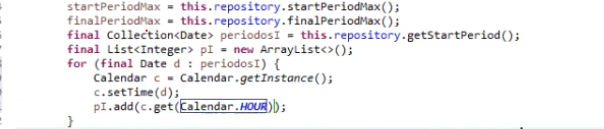 startPeriodMax = this.repository.startPeriodMax();
finalPeriodMax = this.repository.finalPeriodMax();
final Collection<Date> periodosI = this.repository.getStartPeriod();
final List<Integer> pI = new ArrayList<>();
for (final Date d : periodosI) {
Calendar c = Calendar.getInstance();
c.setTime(d);
pI.add(c.get(Calendar.HOUR));
}